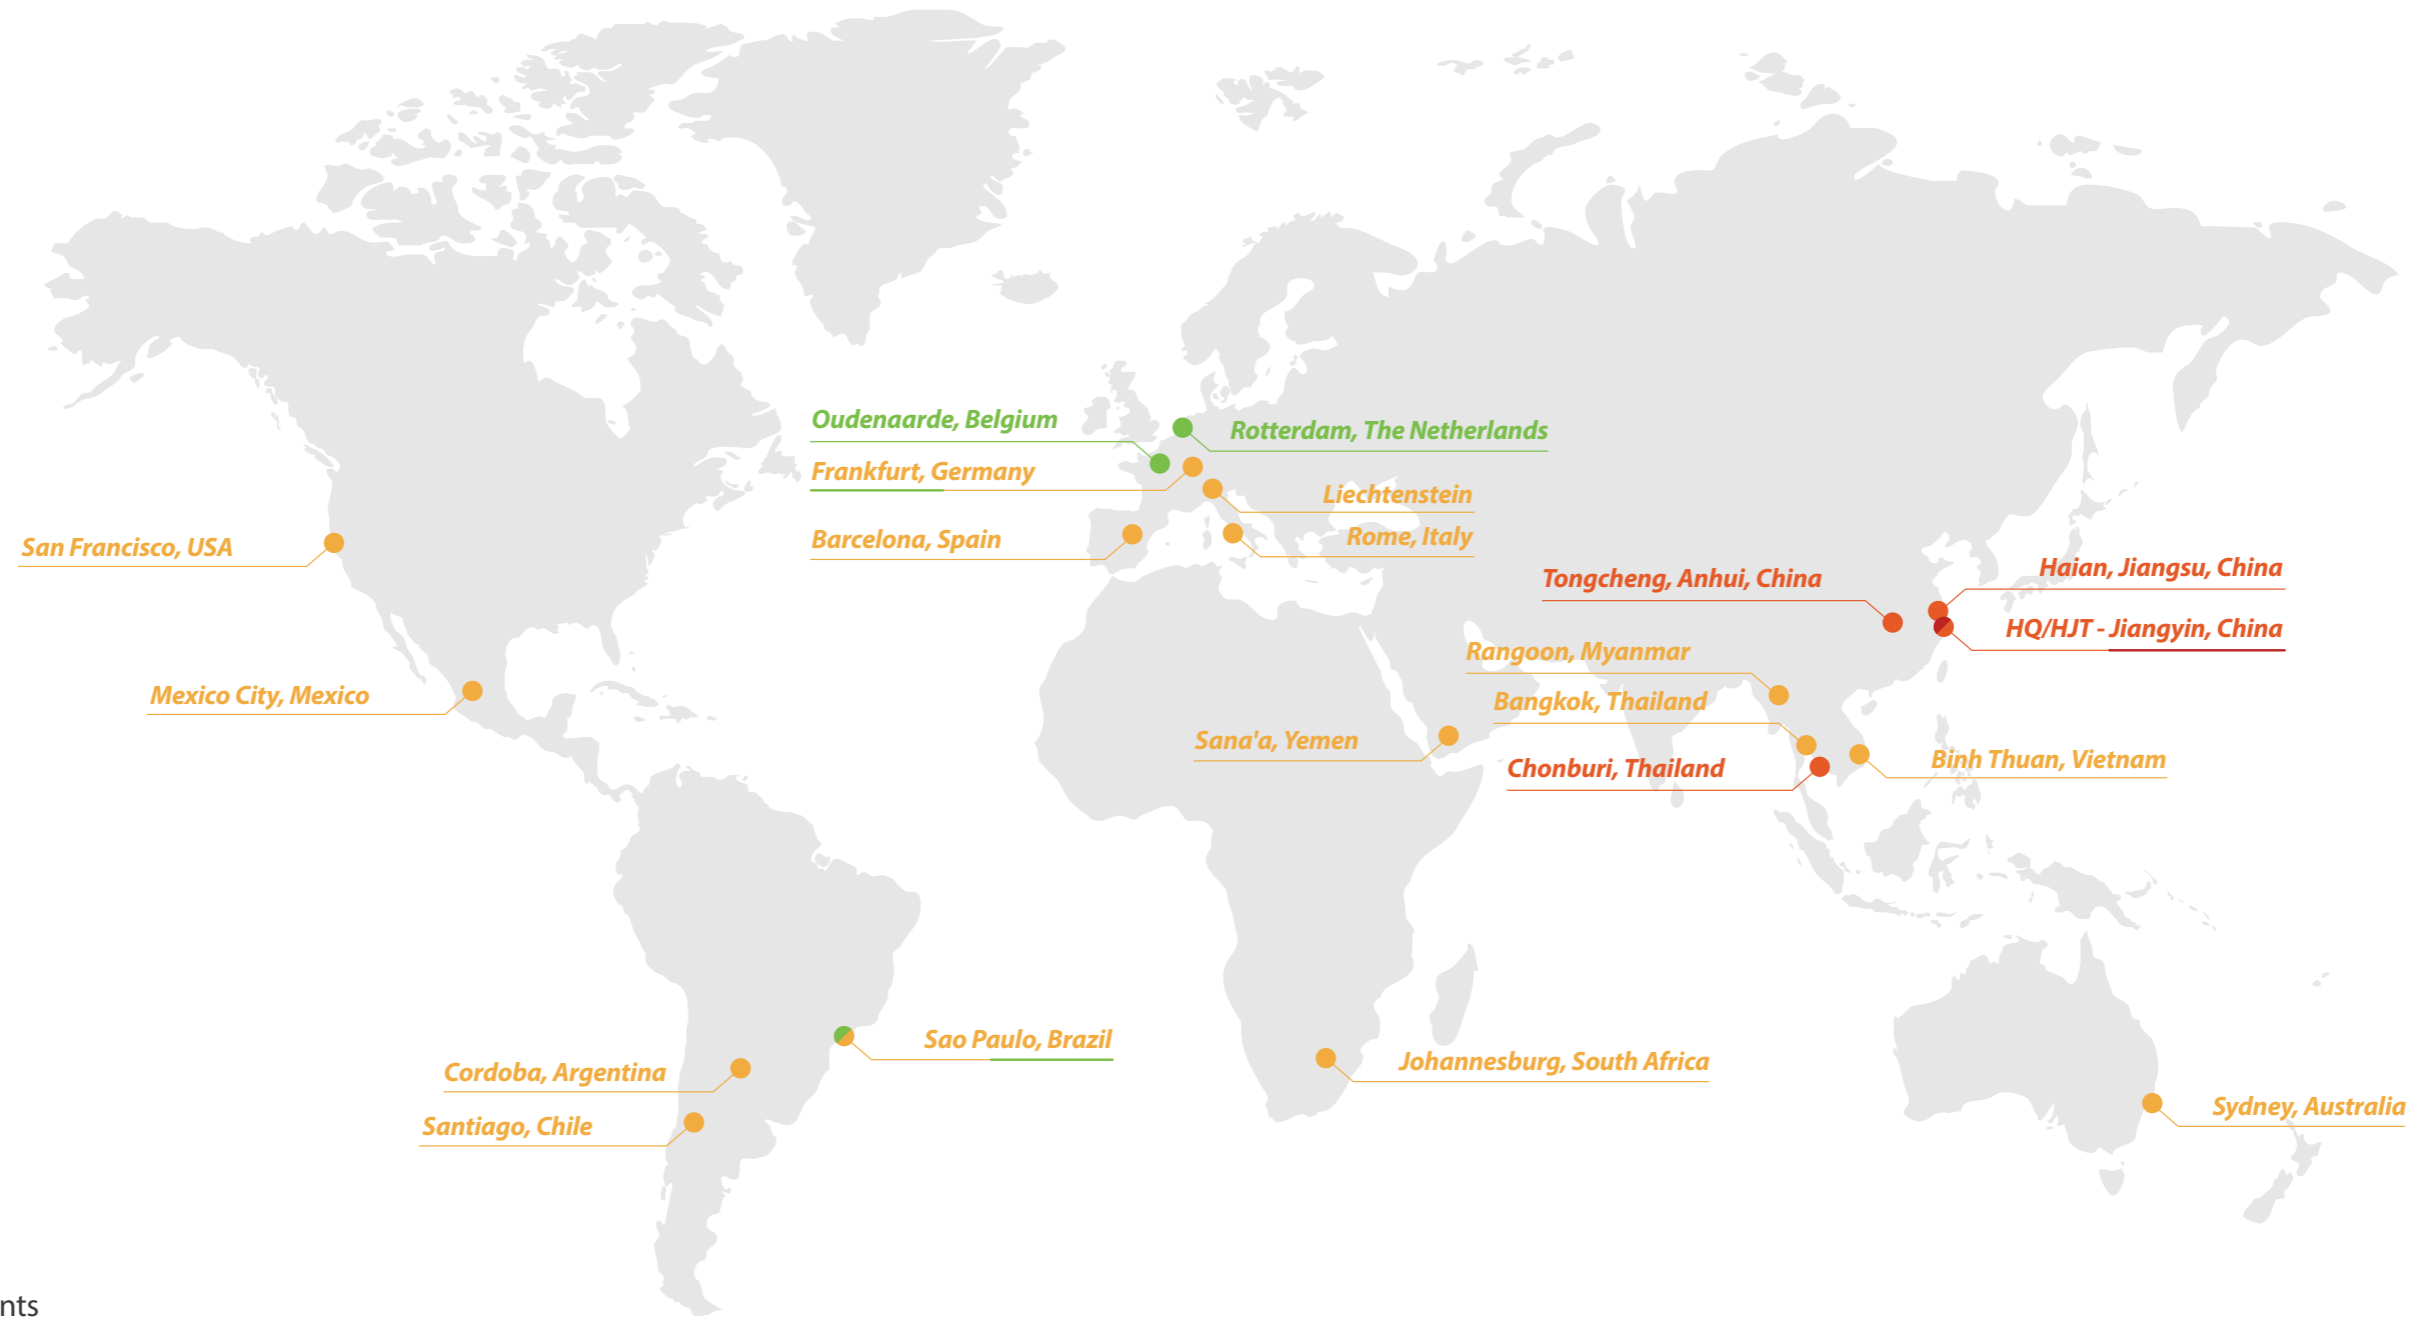 Oudenaarde, Belgium
Rotterdam, The Netherlands
Frankfurt, Germany
Liechtenstein
San Francisco, USA
Barcelona, Spain
Rome, Italy
Tongcheng, Anhui, China
Haian, Jiangsu, China
HQ/HJT - Jiangyin, China
Rangoon, Myanmar
Mexico City, Mexico
Bangkok, Thailand
Sana'a, Yemen
Binh Thuan, Vietnam
Chonburi, Thailand
Sao Paulo, Brazil
Johannesburg, South Africa
Cordoba, Argentina
Sydney, Australia
Santiago, Chile
nts